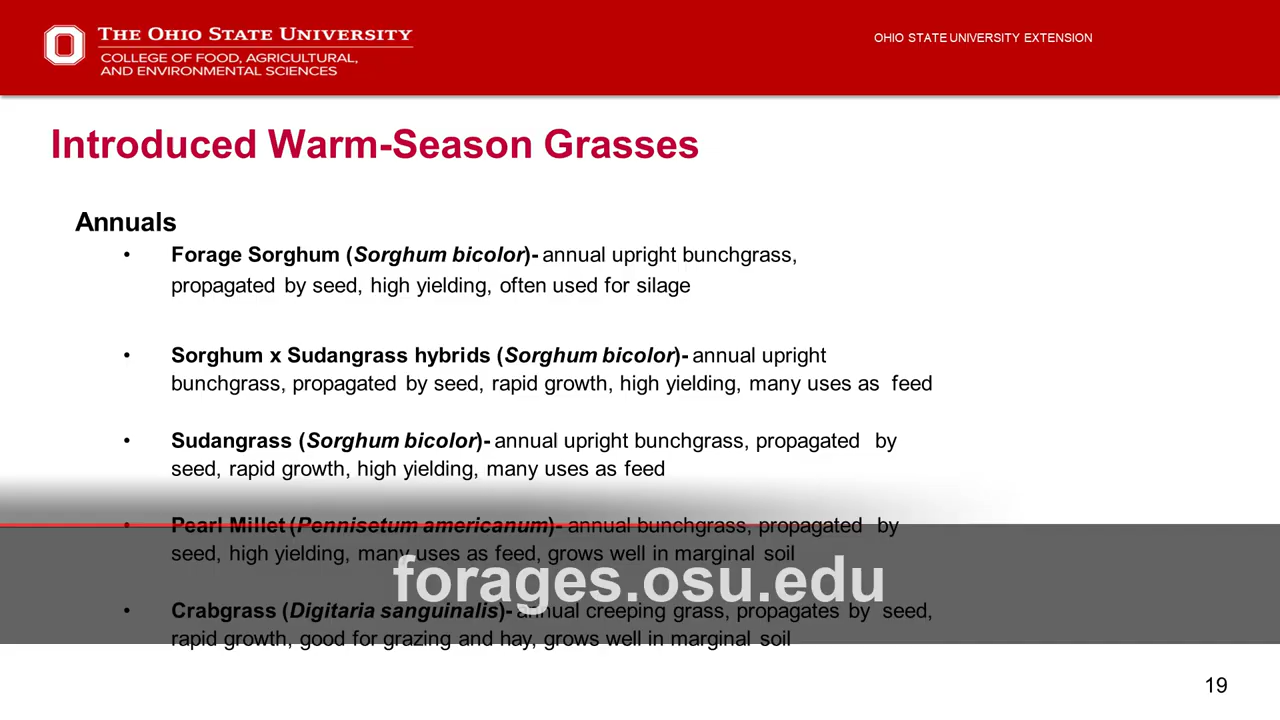 THE OHIO STATE UNIVERSITY
COLLEGE OF FOOD, AGRICULTURAL,
AND ENVIRONMENTAL SCIENCES
OHIO STATE UNIVERSITY EXTENSION
Introduced Warm-Season Grasses
Annuals
• Forage Sorghum (Sorghum bicolor)- annual upright bunchgrass,
propagated by seed, high yielding, often used for silage
• Sorghum x Sudangrass hybrids (Sorghum bicolor)- annual upright
bunchgrass, propagated by seed, rapid growth, high yielding, many uses as feed
• Sudangrass (Sorghum bicolor)- annual upright bunchgrass, propagated by
seed, rapid growth, high yielding, many uses as feed
• Pearl Millet (Pennisetum americanum)- annual bunchgrass, propagated by
seed, high yielding, many uses as feed, grows well in marginal soil
forages.osu.edu
• Crabgrass (Digitaria sanguinalis)- annual creeping grass, propagates by seed,
rapid growth, good for grazing and hay, grows well in marginal soil
19